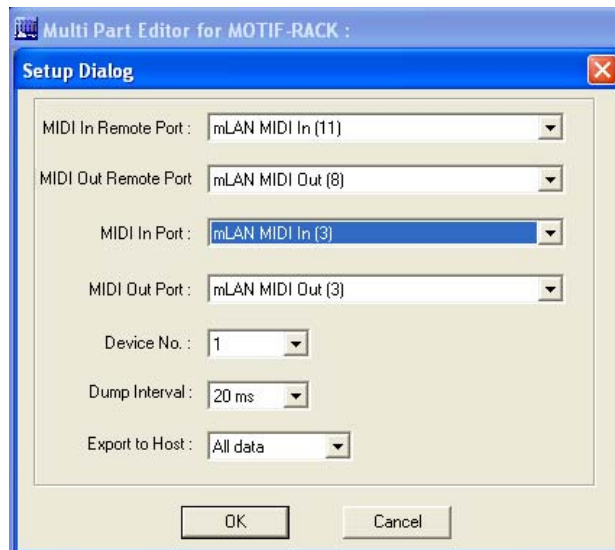 Multi Part Editor for MOTIF-RACK :
Setup Dialog
MIDI In Remote Port : mLAN MIDI In (11)
MIDI Out Remote Port mLAN MIDI Out (8)
MIDI In Port : mLAN MIDI In (3)
MIDI Out Port : mLAN MIDI Out (3)
Device No. : 1
Dump Interval : 20 ms
Export to Host : All data
OK Cancel